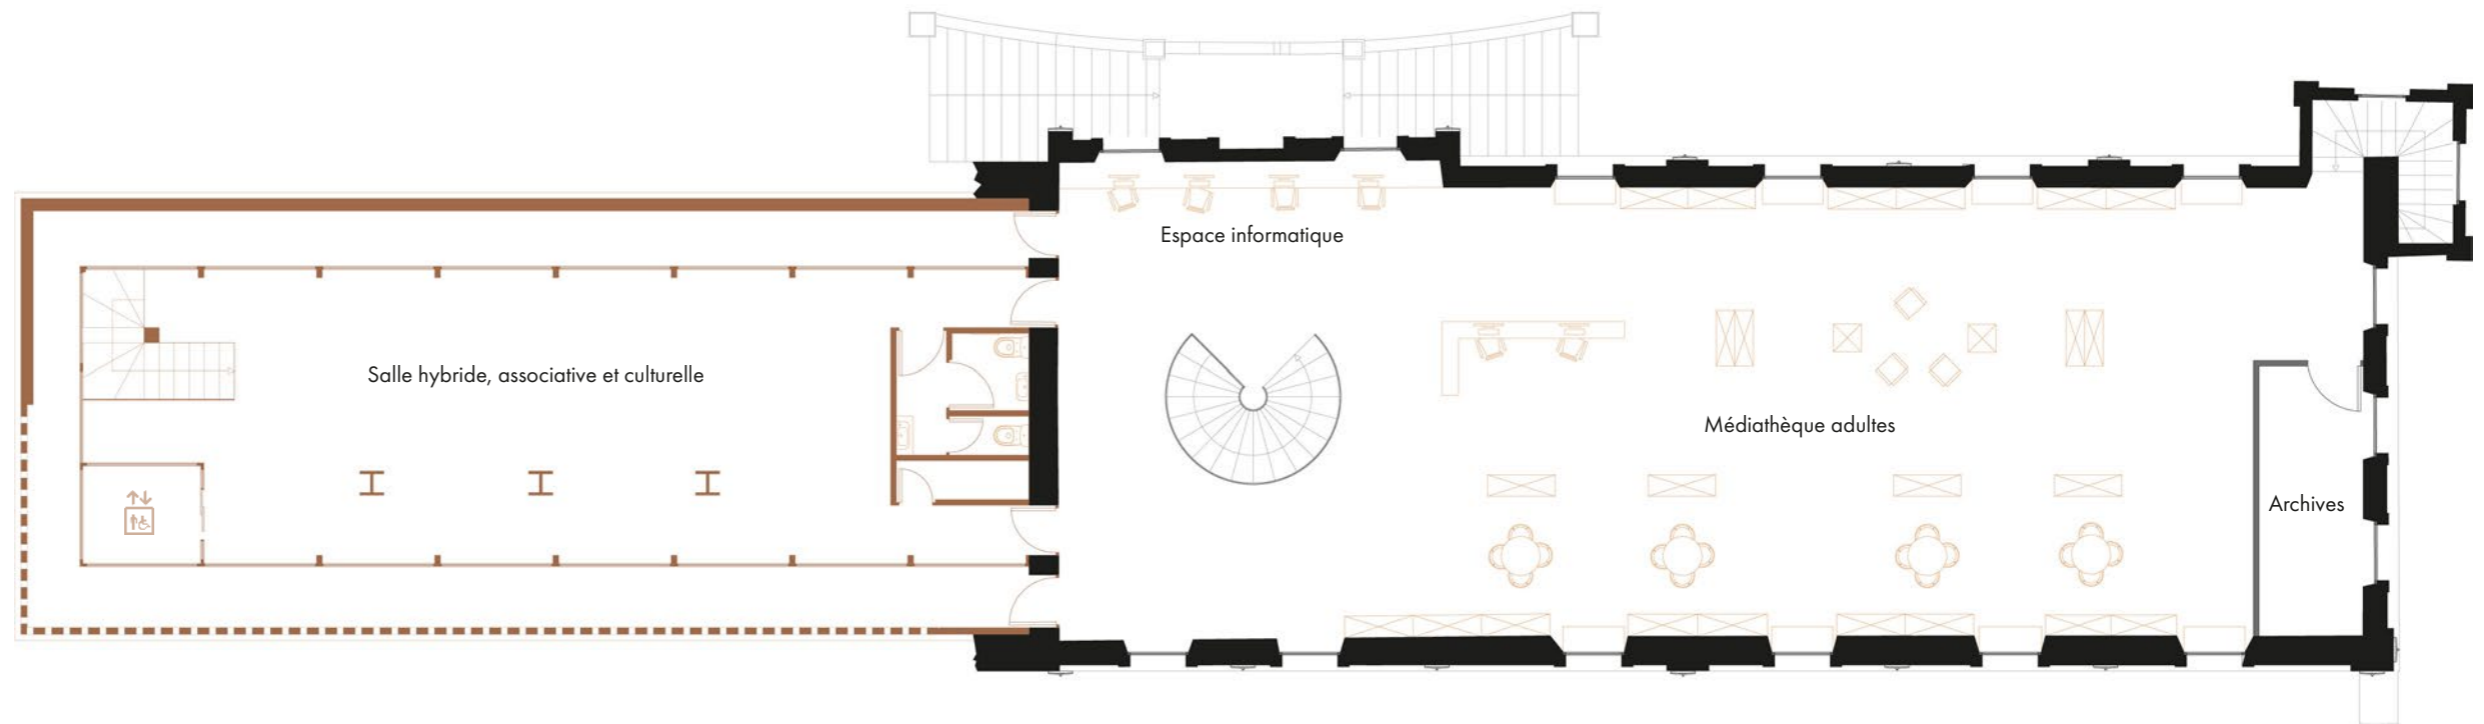 Espace informatique
Salle hybride, associative et culturelle
Médiathèque adultes
Archives